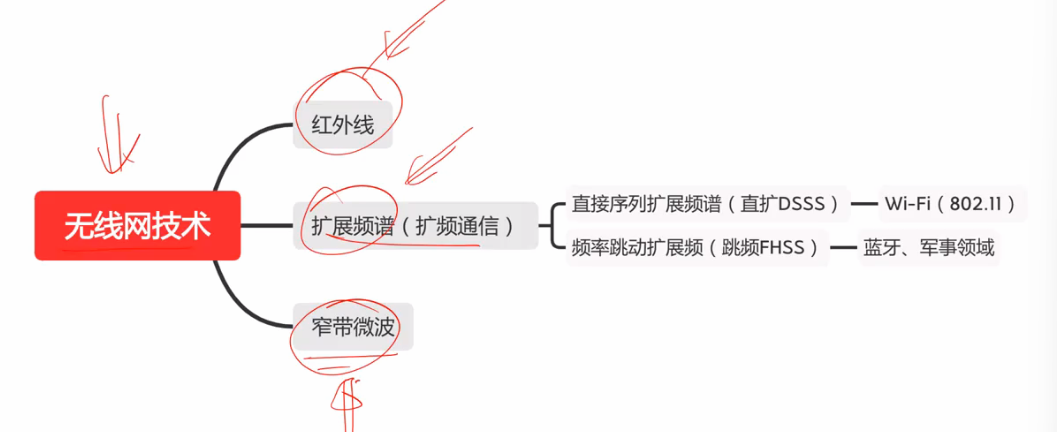 红外线
无线网技术
扩展频谱（扩频通信）
直接序列扩展频谱（直扩DSSS）
Wi-Fi（802.11）
频率跳动扩展频（跳频FHSS）
蓝牙、军事领域
窄带微波